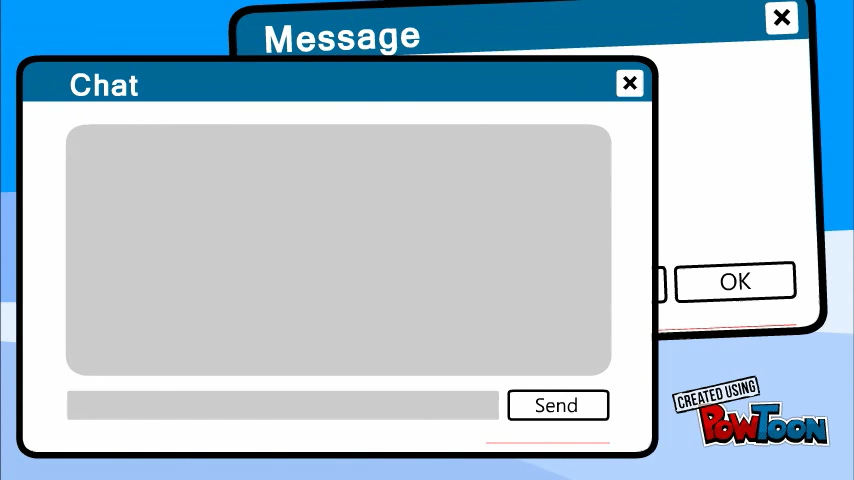 Message
Chat
OK
Send
CREATED USING
POWTOON